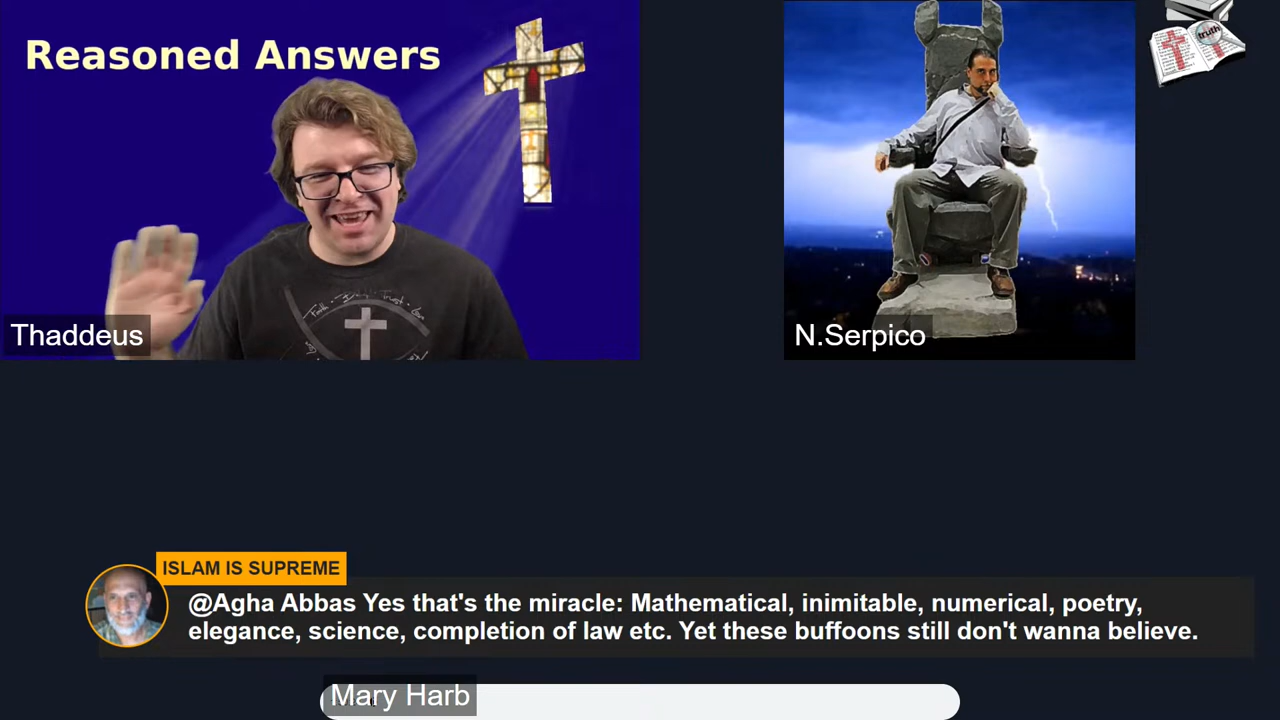 Reasoned Answers
truth
Thaddeus
N.Serpico
ISLAM IS SUPREME
@Agha Abbas Yes that's the miracle: Mathematical, inimitable, numerical, poetry,
elegance, science, completion of law etc. Yet these buffoons still don't wanna believe.
Mary Harb